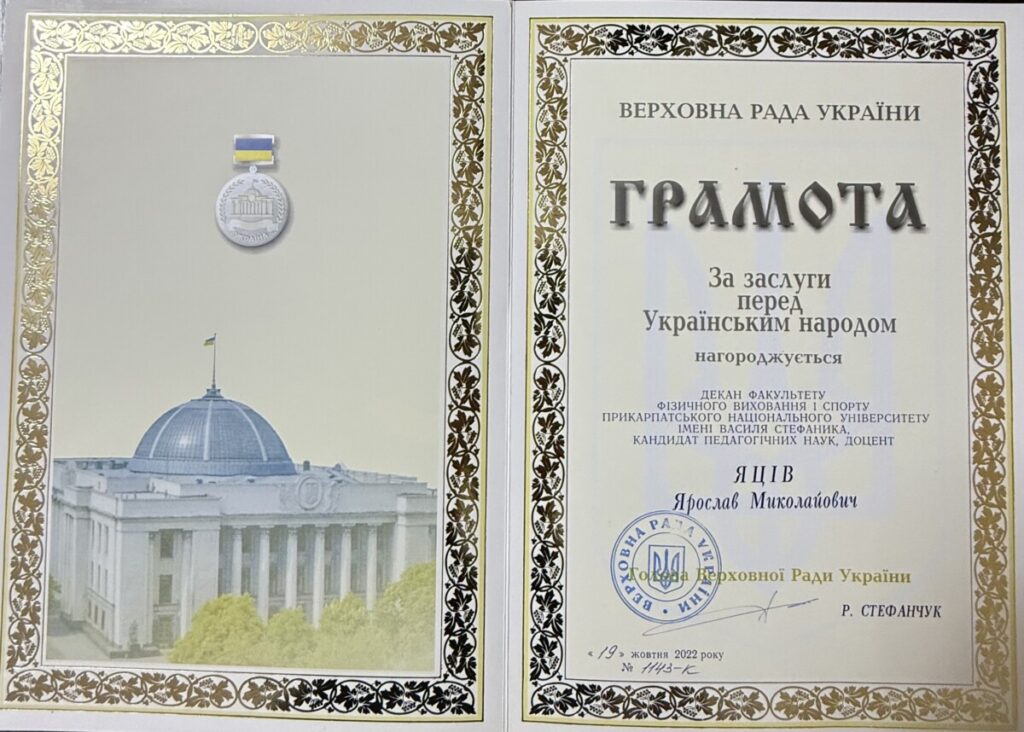 УКРАЇНА
ВЕРХОВНА РАДА УКРАЇНИ
ГРАМОТА
За заслуги
перед
Українським народом
нагороджується
ДЕКАН ФАКУЛЬТЕТУ
ФІЗИЧНОГО ВИХОВАННЯ І СПОРТУ
ПРИКАРПАТСЬКОГО НАЦІОНАЛЬНОГО УНІВЕРСИТЕТУ
ІМЕНІ ВАСИЛЯ СТЕФАНИКА,
КАНДИДАТ ПЕДАГОГІЧНИХ НАУК, ДОЦЕНТ
ЯЦІВ
Ярослав Миколайович
ВЕРХОВНА РАДА УКРАЇНИ
Голова Верховної Ради України
Р. СТЕФАНЧУК
«19» жовтня 2022 року
№ 1143-к